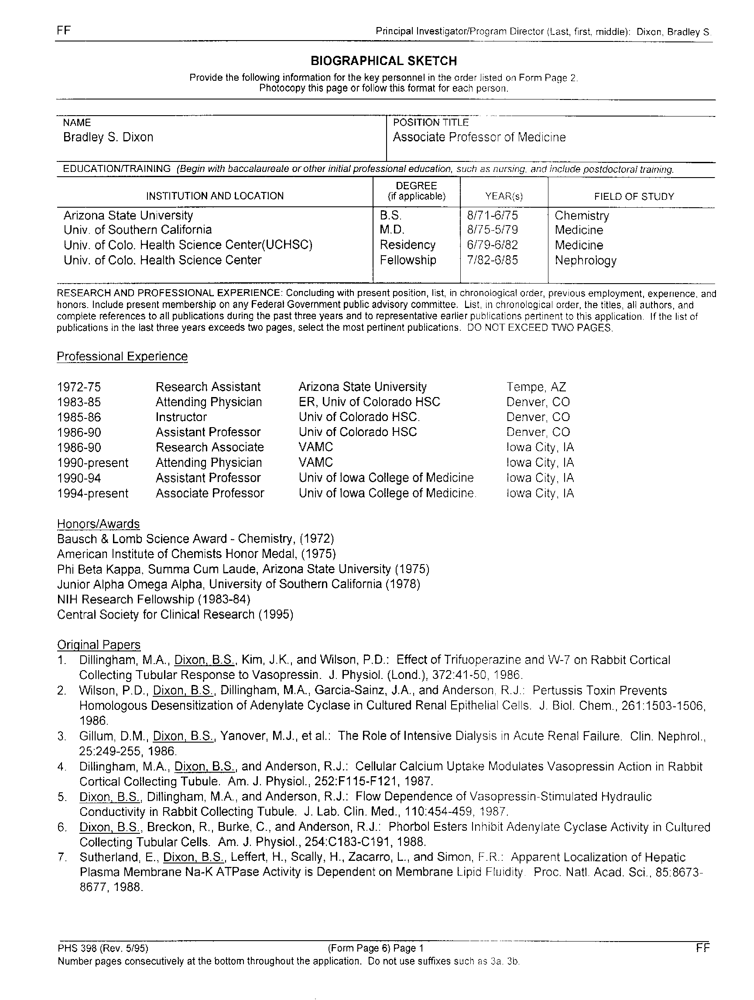 FF
Principal Investigator/Program Director (Last, first, middle): Dixon, Bradley S.
BIOGRAPHICAL SKETCH
Provide the following information for the key personnel in the order listed on Form Page 2.
Photocopy this page or follow this format for each person.
NAME
POSITION TITLE
Bradley S. Dixon
Associate Professor of Medicine
EDUCATION/TRAINING (Begin with baccalaureate or other initial professional education, such as nursing, and include postdoctoral training.
INSTITUTION AND LOCATION DEGREE (if applicable) YEAR(s) FIELD OF STUDY
Arizona State University B.S. 8/71-6/75 Chemistry
Univ. of Southern California M.D. 8/75-5/79 Medicine
Univ. of Colo. Health Science Center(UCHSC) Residency 6/79-6/82 Medicine
Univ. of Colo. Health Science Center Fellowship 7/82-6/85 Nephrology
RESEARCH AND PROFESSIONAL EXPERIENCE: Concluding with present position, list, in chronological order, previous employment, experience, and
honors. Include present membership on any Federal Government public advisory committee. List, in chronological order, the titles, all authors, and
complete references to all publications during the past three years and to representative earlier publications pertinent to this application. If the list of
publications in the last three years exceeds two pages, select the most pertinent publications. DO NOT EXCEED TWO PAGES.
Professional Experience
1972-75 Research Assistant Arizona State University Tempe, AZ
1983-85 Attending Physician ER, Univ of Colorado HSC Denver, CO
1985-86 Instructor Univ of Colorado HSC. Denver, CO
1986-90 Assistant Professor Univ of Colorado HSC Denver, CO
1986-90 Research Associate VAMC Iowa City, IA
1990-present Attending Physician VAMC Iowa City, IA
1990-94 Assistant Professor Univ of Iowa College of Medicine Iowa City, IA
1994-present Associate Professor Univ of Iowa College of Medicine. Iowa City, IA
Honors/Awards
Bausch & Lomb Science Award - Chemistry, (1972)
American Institute of Chemists Honor Medal, (1975)
Phi Beta Kappa, Summa Cum Laude, Arizona State University (1975)
Junior Alpha Omega Alpha, University of Southern California (1978)
NIH Research Fellowship (1983-84)
Central Society for Clinical Research (1995)
Original Papers
1. Dillingham, M.A., Dixon, B.S., Kim, J.K., and Wilson, P.D.: Effect of Trifuoperazine and W-7 on Rabbit Cortical
Collecting Tubular Response to Vasopressin. J. Physiol. (Lond.), 372:41-50, 1986.
2. Wilson, P.D., Dixon, B.S., Dillingham, M.A., Garcia-Sainz, J.A., and Anderson, R.J.: Pertussis Toxin Prevents
Homologous Desensitization of Adenylate Cyclase in Cultured Renal Epithelial Cells. J. Biol. Chem., 261:1503-1506,
1986.
3. Gillum, D.M., Dixon, B.S., Yanover, M.J., et al.: The Role of Intensive Dialysis in Acute Renal Failure. Clin. Nephrol.,
25:249-255, 1986.
4. Dillingham, M.A., Dixon, B.S., and Anderson, R.J.: Cellular Calcium Uptake Modulates Vasopressin Action in Rabbit
Cortical Collecting Tubule. Am. J. Physiol., 252:F115-F121, 1987.
5. Dixon, B.S., Dillingham, M.A., and Anderson, R.J.: Flow Dependence of Vasopressin-Stimulated Hydraulic
Conductivity in Rabbit Collecting Tubule. J. Lab. Clin. Med., 110:454-459, 1987.
6. Dixon, B.S., Breckon, R., Burke, C., and Anderson, R.J.: Phorbol Esters Inhibit Adenylate Cyclase Activity in Cultured
Collecting Tubular Cells. Am. J. Physiol., 254:C183-C191, 1988.
7. Sutherland, E., Dixon, B.S., Leffert, H., Scally, H., Zacarro, L., and Simon, F.R.: Apparent Localization of Hepatic
Plasma Membrane Na-K ATPase Activity is Dependent on Membrane Lipid Fluidity. Proc. Natl. Acad. Sci., 85:8673-
8677, 1988.
PHS 398 (Rev. 5/95) (Form Page 6) Page 1 FF
Number pages consecutively at the bottom throughout the application. Do not use suffixes such as 3a, 3b.